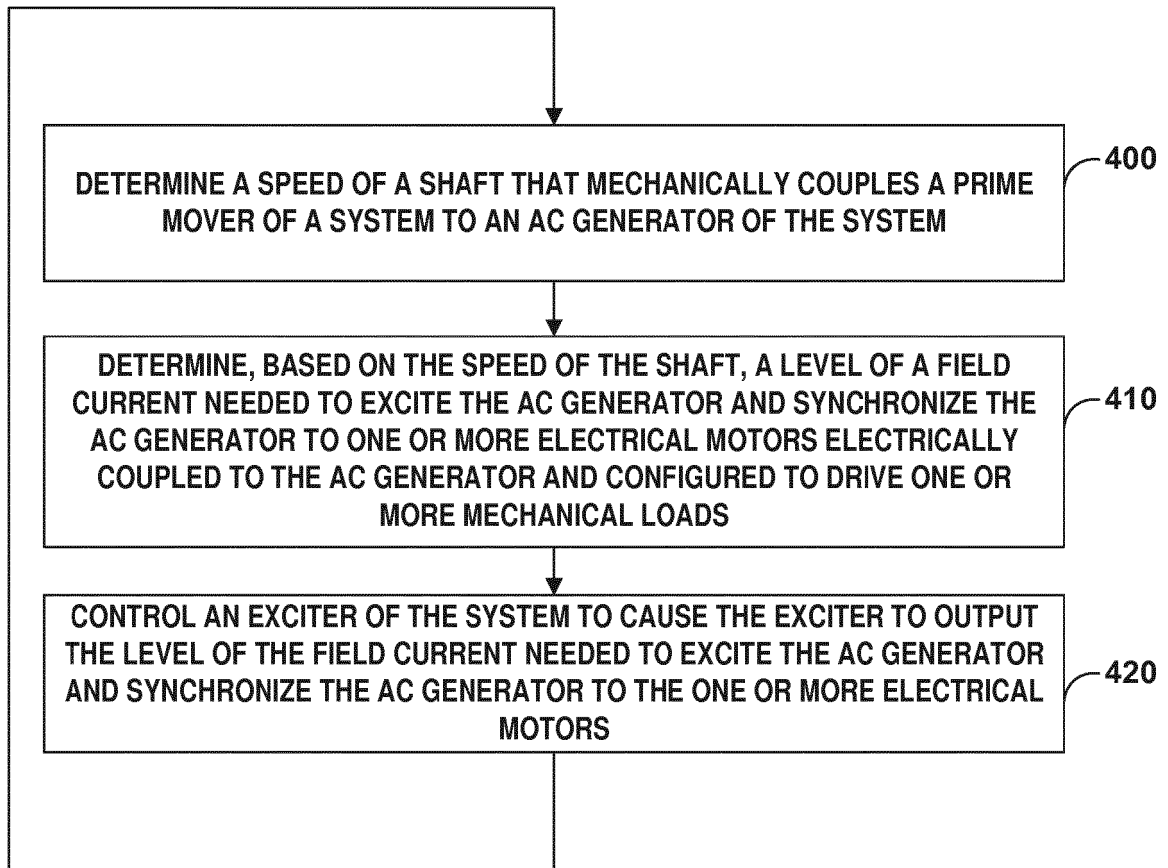 DETERMINE A SPEED OF A SHAFT THAT MECHANICALLY COUPLES A PRIME
MOVER OF A SYSTEM TO AN AC GENERATOR OF THE SYSTEM
400
DETERMINE, BASED ON THE SPEED OF THE SHAFT, A LEVEL OF A FIELD
CURRENT NEEDED TO EXCITE THE AC GENERATOR AND SYNCHRONIZE THE
AC GENERATOR TO ONE OR MORE ELECTRICAL MOTORS ELECTRICALLY
COUPLED TO THE AC GENERATOR AND CONFIGURED TO DRIVE ONE OR
MORE MECHANICAL LOADS
410
CONTROL AN EXCITER OF THE SYSTEM TO CAUSE THE EXCITER TO OUTPUT
THE LEVEL OF THE FIELD CURRENT NEEDED TO EXCITE THE AC GENERATOR
AND SYNCHRONIZE THE AC GENERATOR TO THE ONE OR MORE ELECTRICAL
MOTORS
420